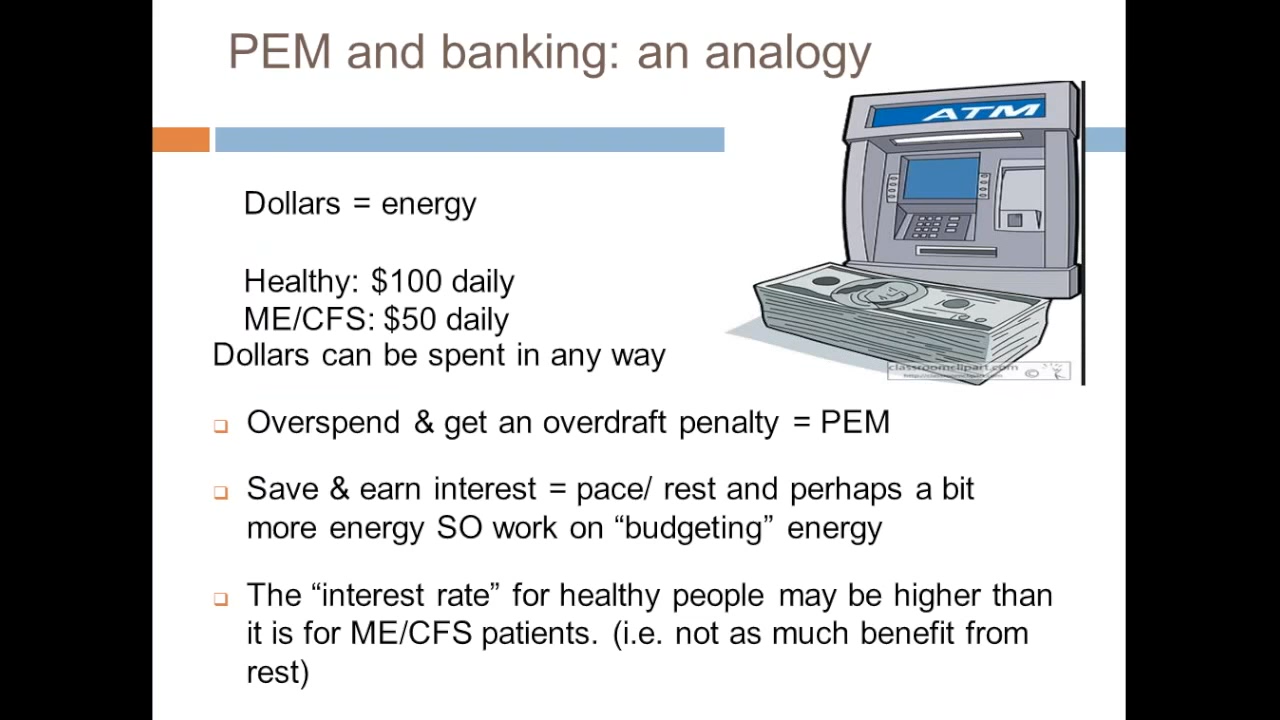 PEM and banking: an analogy
ATM
Dollars = energy
Healthy: $100 daily
ME/CFS: $50 daily
Dollars can be spent in any way
classroomclipart.com
Overspend & get an overdraft penalty = PEM
Save & earn interest = pace/ rest and perhaps a bit
more energy SO work on “budgeting” energy
The “interest rate” for healthy people may be higher than
it is for ME/CFS patients. (i.e. not as much benefit from
rest)